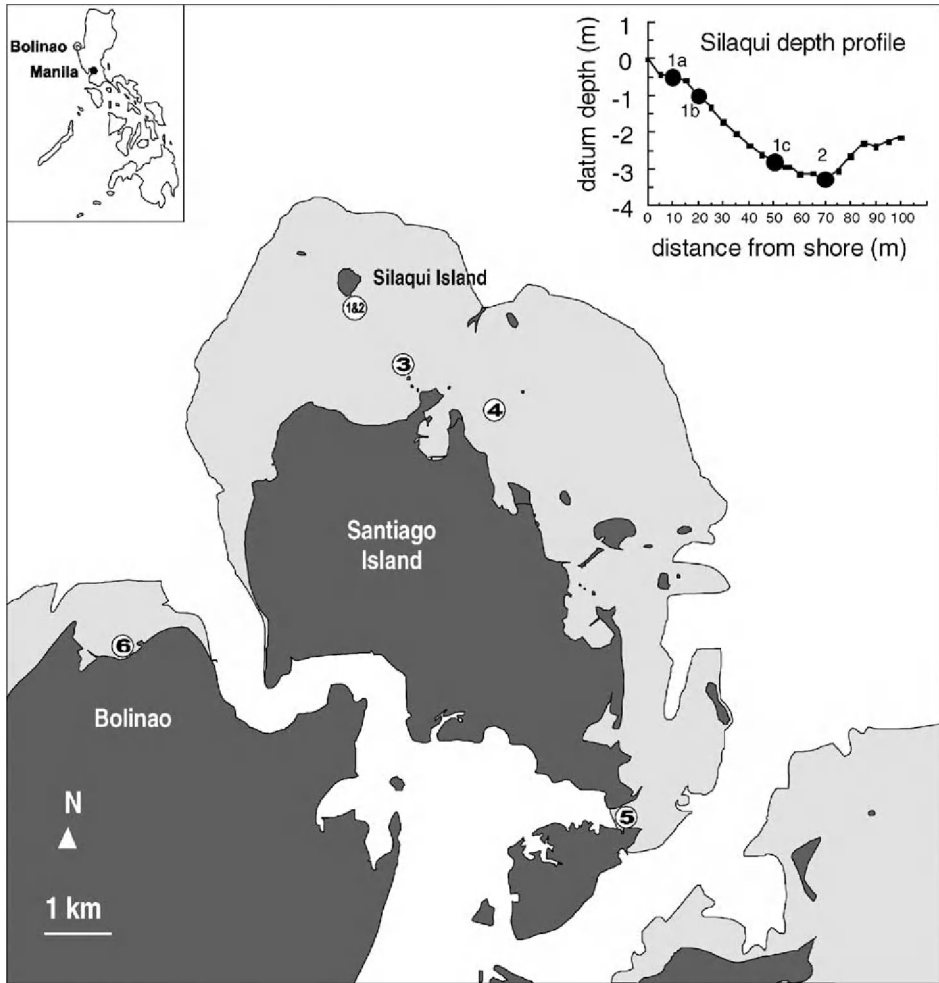 Bolinao
Manila
Silaqui depth profile
datum depth (m)
-1
0
-1
-2
-3
-4
1a
1b
1c
2
0 10 20 30 40 50 60 70 80 90 100
distance from shore (m)
Silaqui Island
1&2
3
4
Santiago
Island
6
Bolinao
5
N
1 km